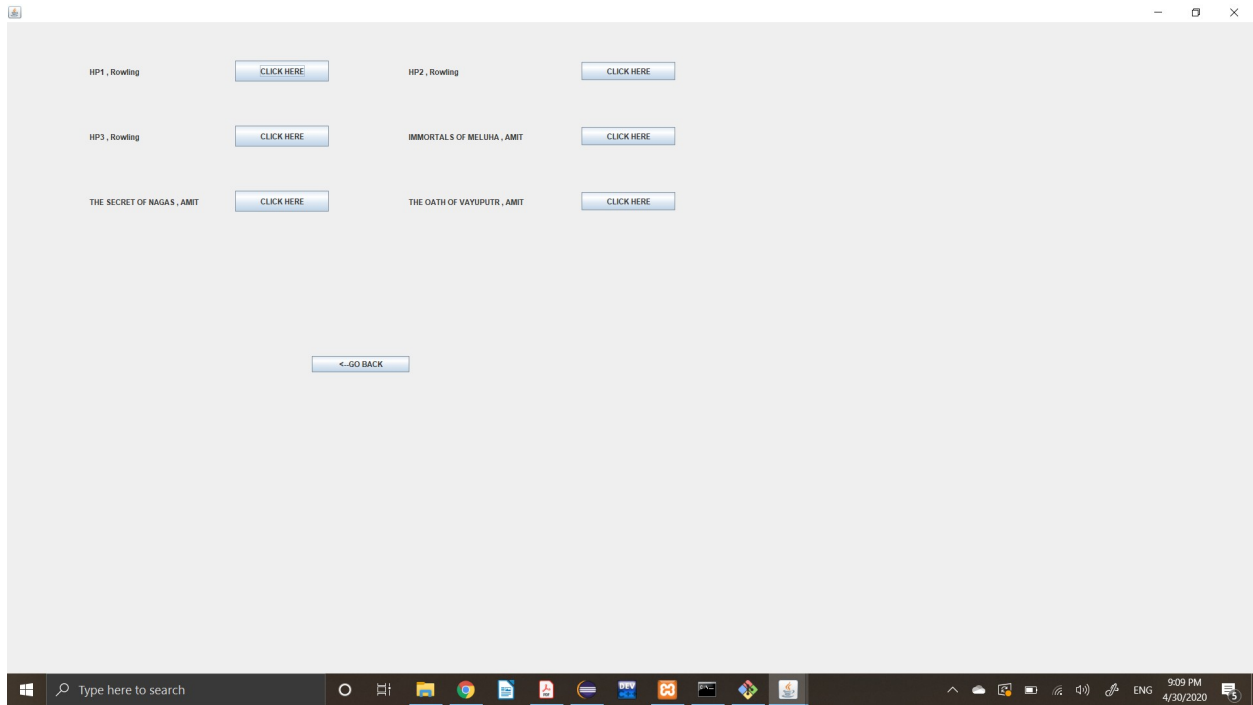 HP1 , Rowling CLICK HERE HP2 , Rowling CLICK HERE
HP3 , Rowling CLICK HERE IMMORTALS OF MELUHA , AMIT CLICK HERE
THE SECRET OF NAGAS , AMIT CLICK HERE THE OATH OF VAYUPUTR , AMIT CLICK HERE
<--GO BACK
Type here to search DEV ENG 9:09 PM
4/30/2020 5